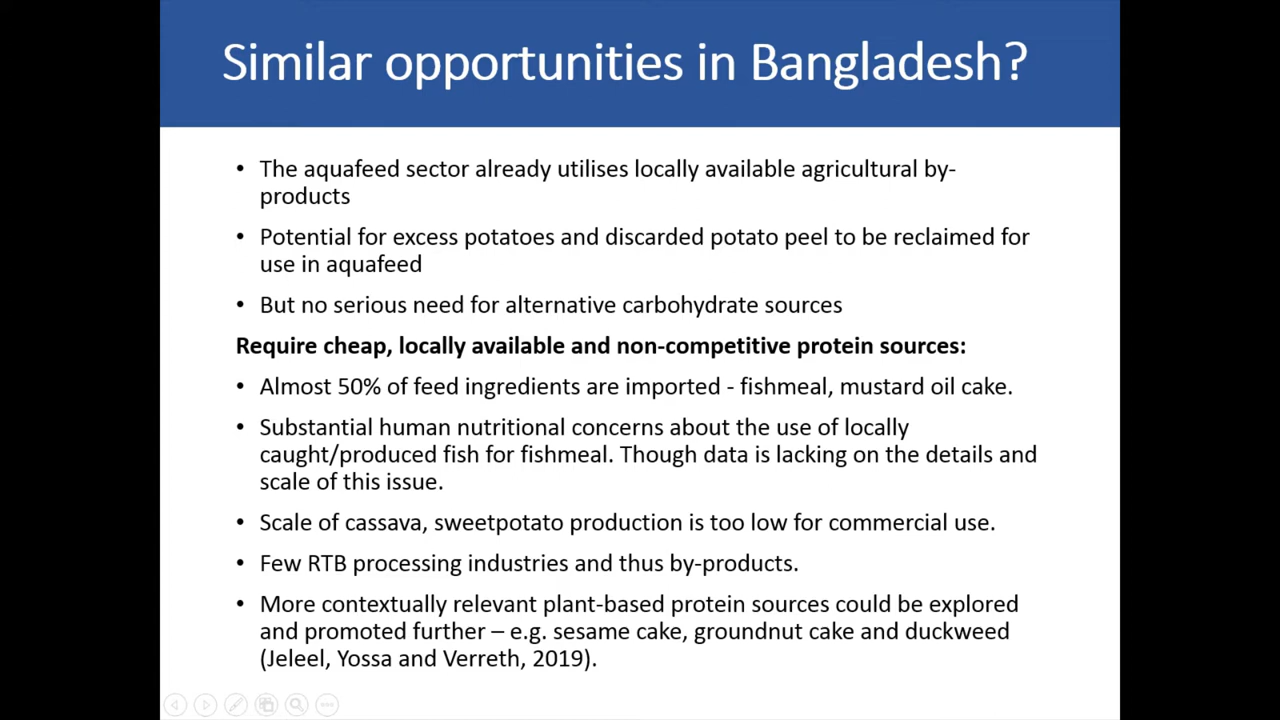 Similar opportunities in Bangladesh?
• The aquafeed sector already utilises locally available agricultural by-
products
• Potential for excess potatoes and discarded potato peel to be reclaimed for
use in aquafeed
• But no serious need for alternative carbohydrate sources
Require cheap, locally available and non-competitive protein sources:
• Almost 50% of feed ingredients are imported - fishmeal, mustard oil cake.
• Substantial human nutritional concerns about the use of locally
caught/produced fish for fishmeal. Though data is lacking on the details and
scale of this issue.
• Scale of cassava, sweetpotato production is too low for commercial use.
• Few RTB processing industries and thus by-products.
• More contextually relevant plant-based protein sources could be explored
and promoted further – e.g. sesame cake, groundnut cake and duckweed
(Jeleel, Yossa and Verreth, 2019).